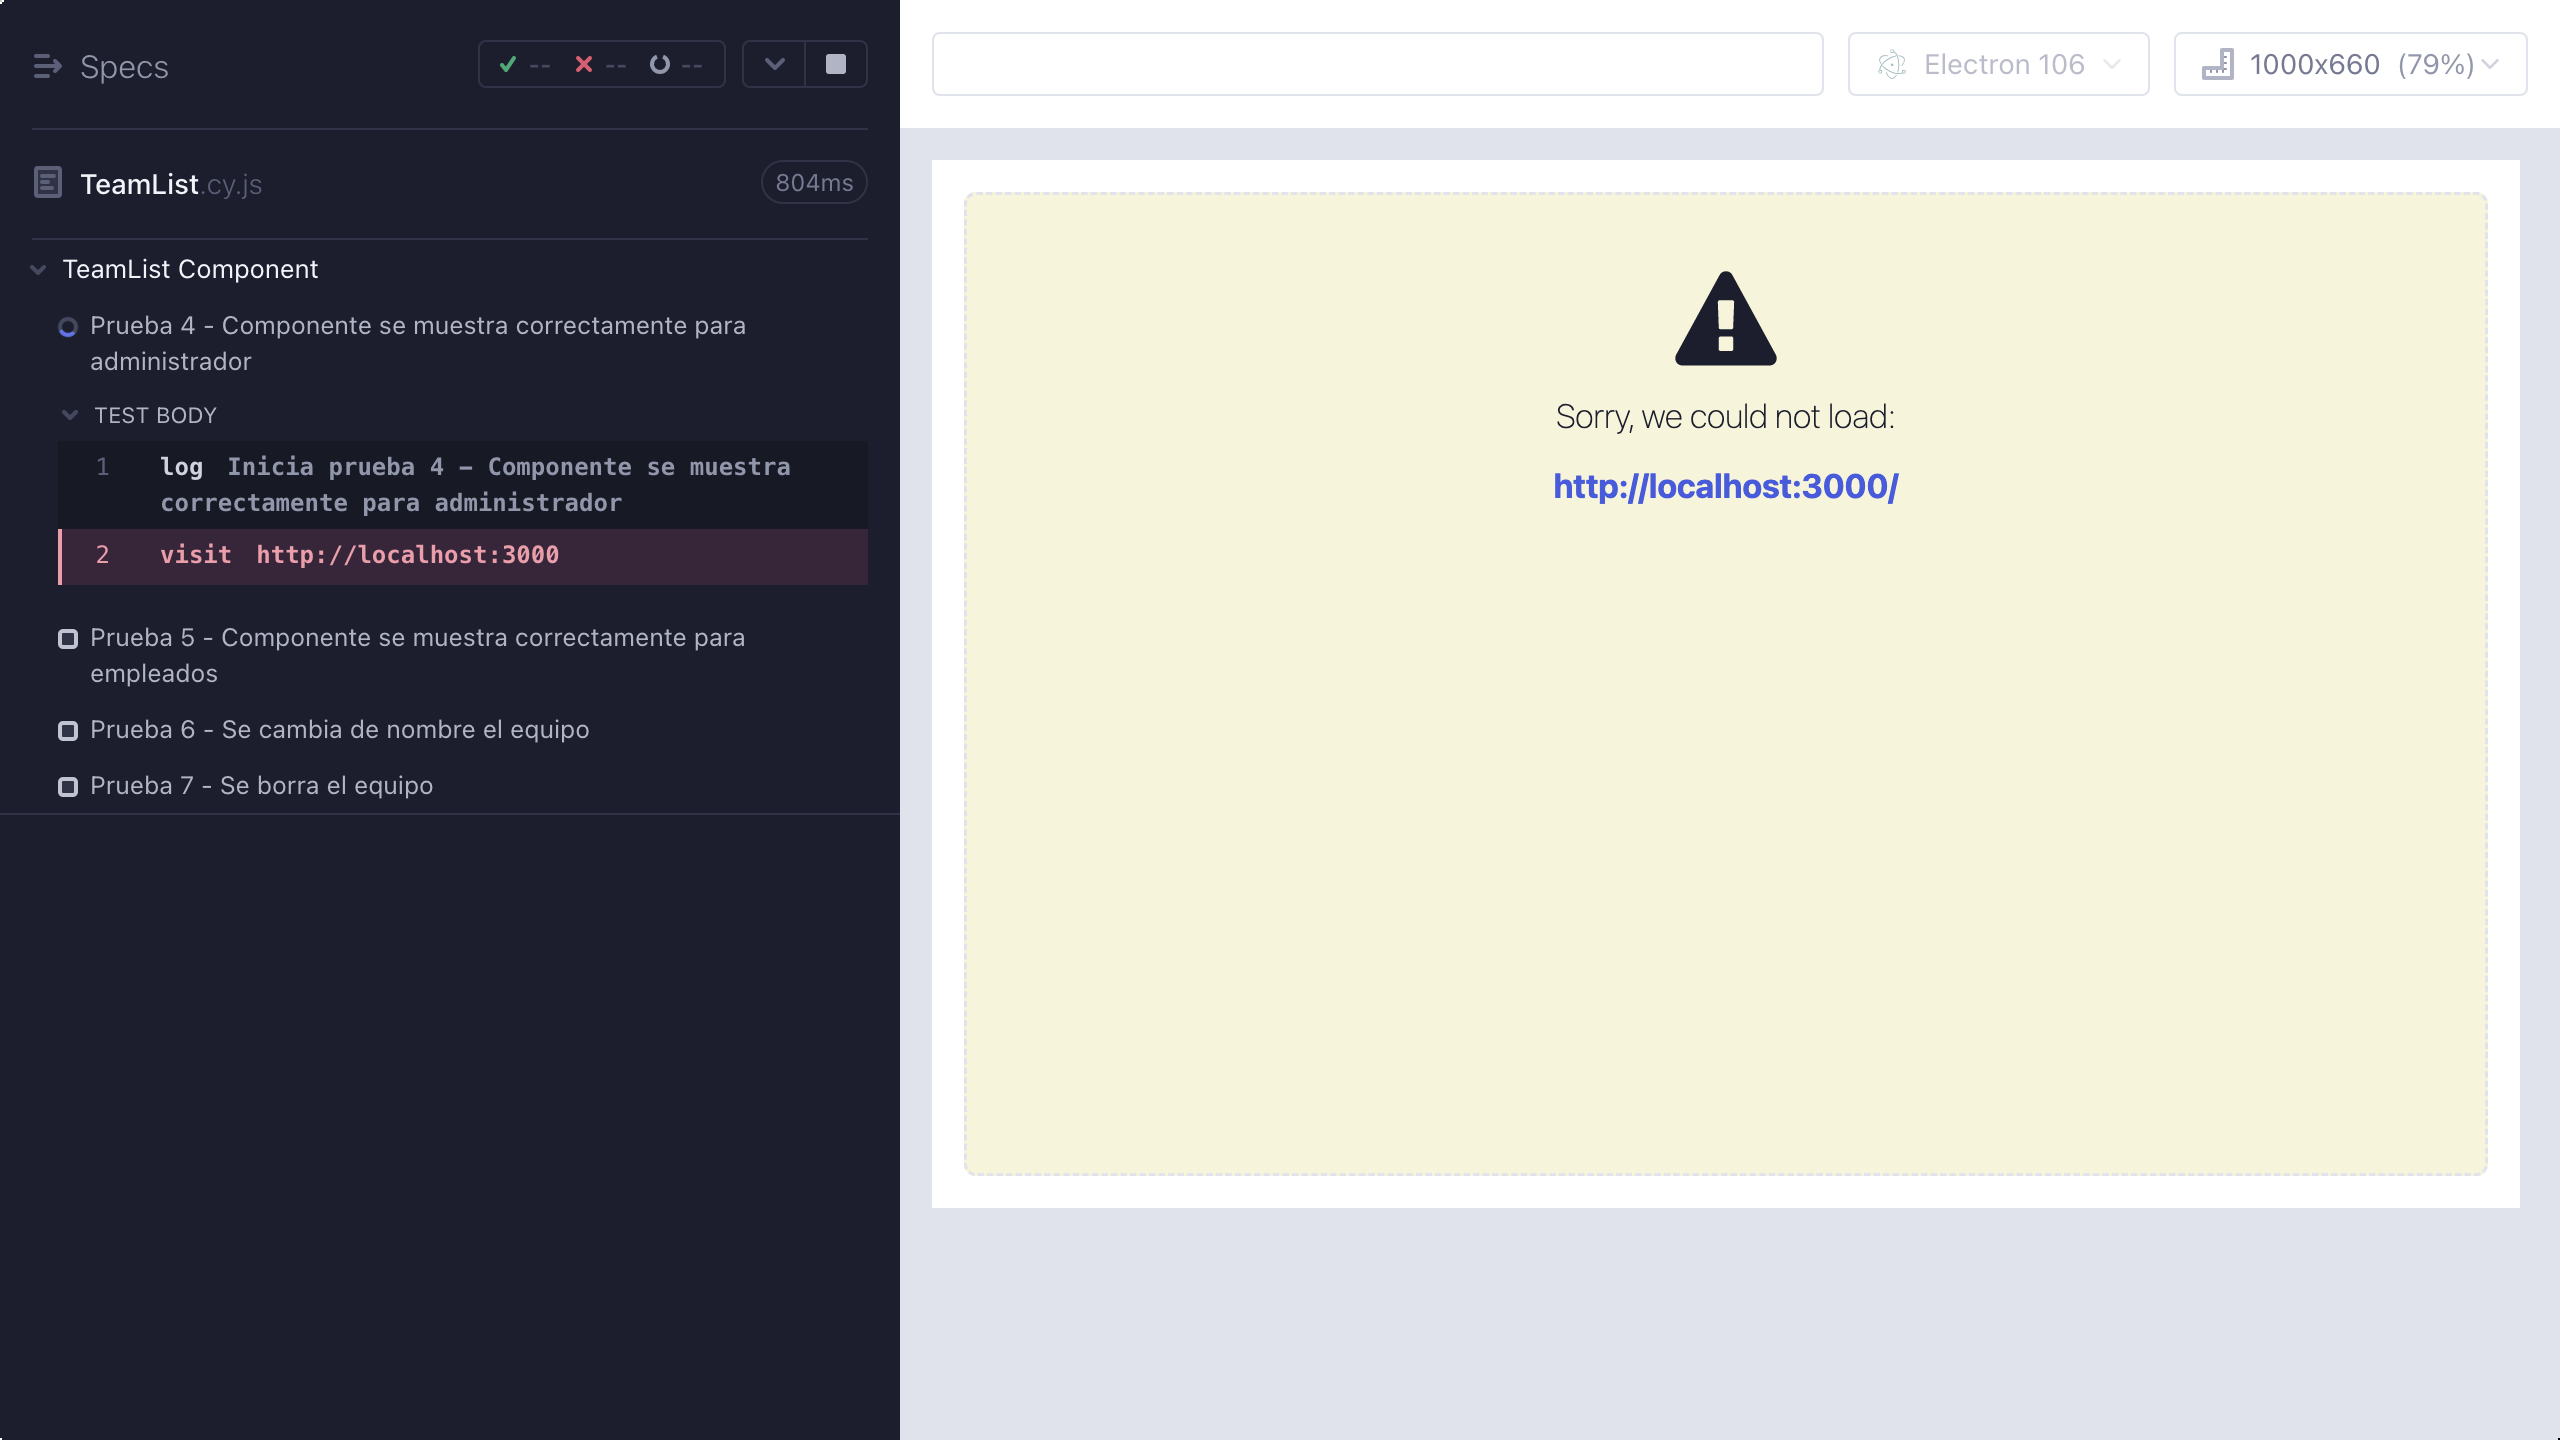 Specs
-- -- --
TeamList.cy.js
804ms
TeamList Component
Prueba 4 - Componente se muestra correctamente para
administrador
TEST BODY
1 log Inicia prueba 4 – Componente se muestra
correctamente para administrador
2 visit http://localhost:3000
Prueba 5 - Componente se muestra correctamente para
empleados
Prueba 6 - Se cambia de nombre el equipo
Prueba 7 - Se borra el equipo
Electron 106
1000x660 (79%)
Sorry, we could not load:
http://localhost:3000/